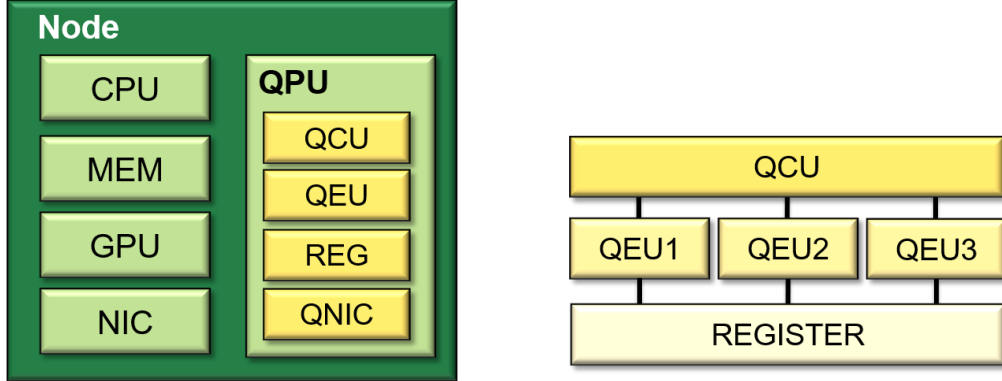 Node
CPU
MEM
GPU
NIC
QPU
QCU
QEU
REG
QNIC
QCU
QEU1 QEU2 QEU3
REGISTER